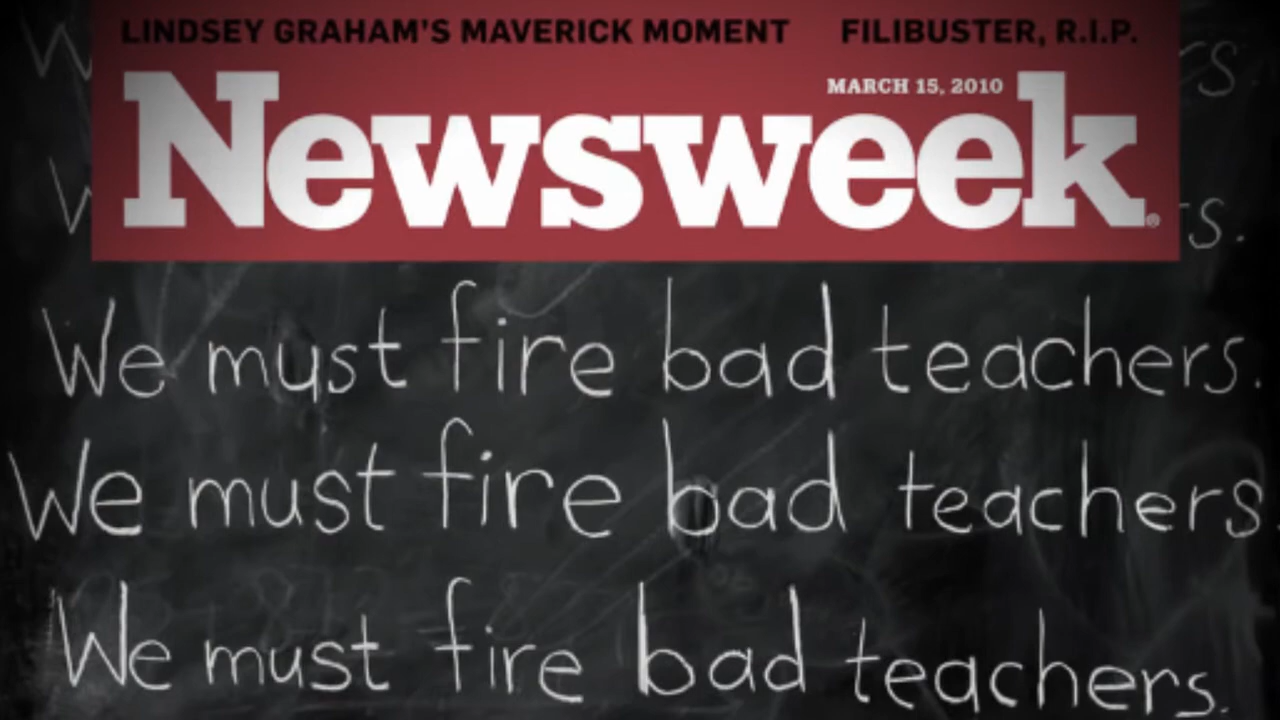 LINDSEY GRAHAM'S MAVERICK MOMENT FILIBUSTER, R.I.P.
MARCH 15, 2010
Newsweek®
We must fire bad teachers.
We must fire bad teachers
We must fire bad teachers.